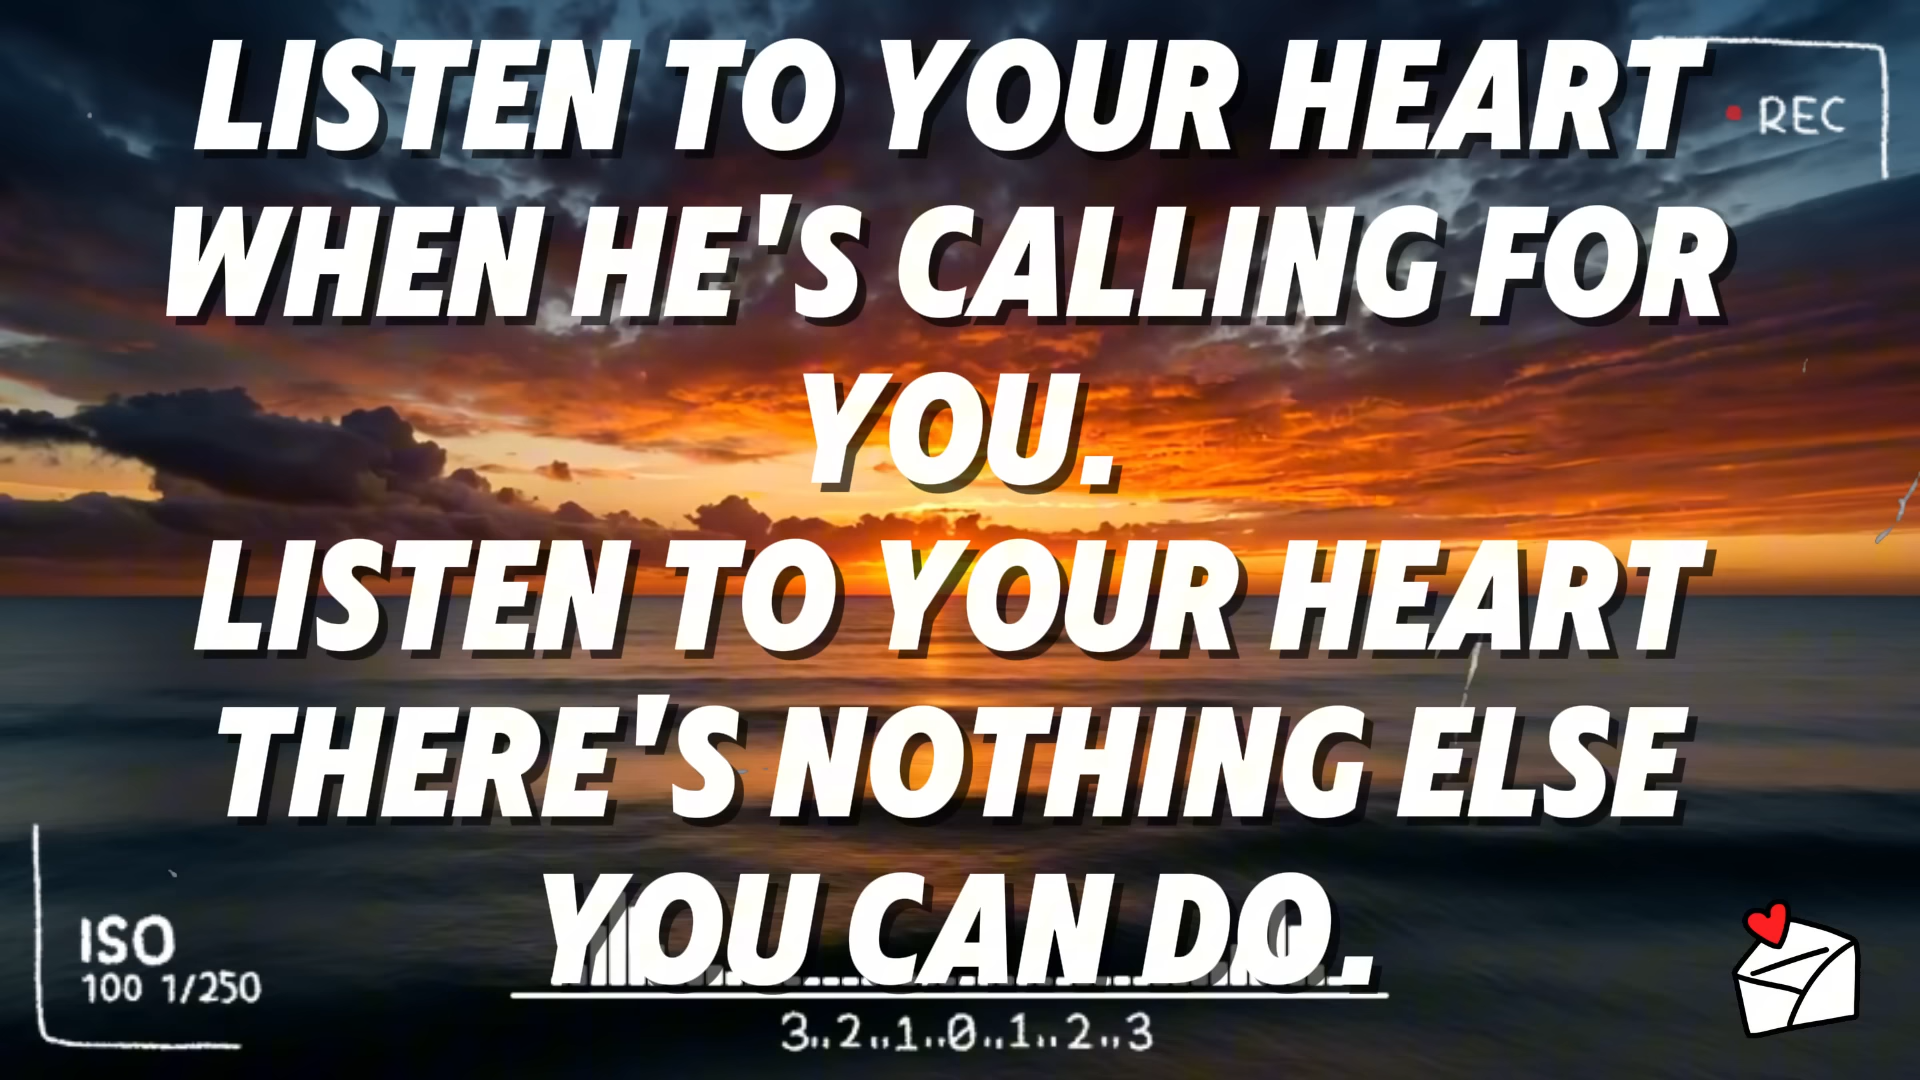 LISTEN TO YOUR HEART
REC
WHEN HE'S CALLING FOR
YOU.
LISTEN TO YOUR HEART
THERE'S NOTHING ELSE
YOU CAN DO.
ISO
100 1/250
3..2..1..0..1..2..3